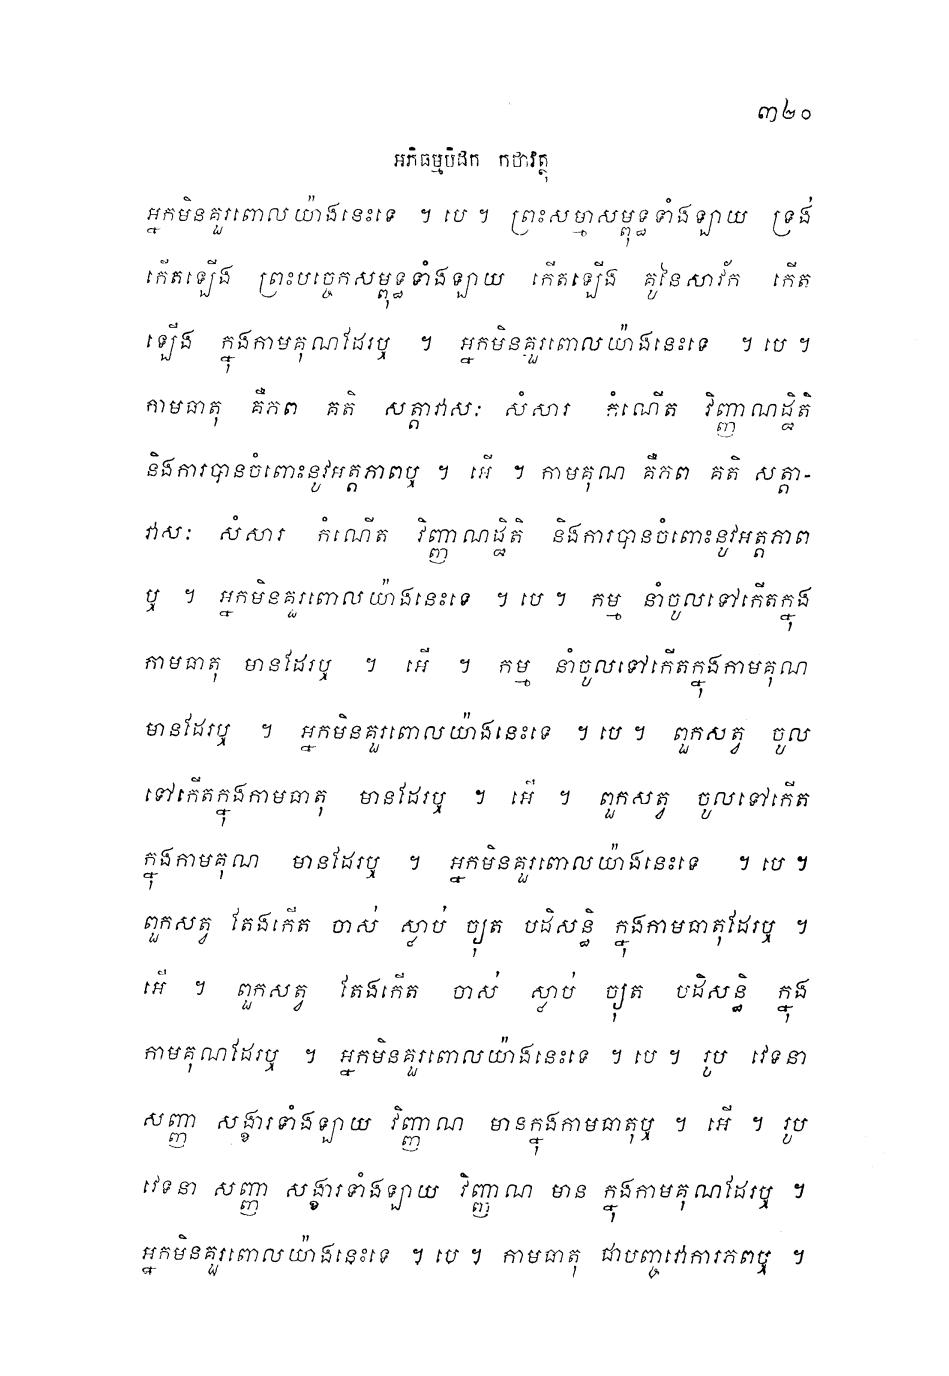 ៣២០
អភិធម្មបិដក កថាវត្ថុ
អ្នកមិនគួរពោលយ៉ាងនេះទេ ។ បេ ។ ព្រះសម្មាសម្ពុទ្ធទាំងឡាយ ទ្រង់
កើតឡើង ព្រះបច្ចេកសម្ពុទ្ធទាំងឡាយ កើតឡើង គូនៃសាវ័ក កើត
ឡើង ក្នុងកាមគុណដែរឬ ។ អ្នកមិនគួរពោលយ៉ាងនេះទេ ។ បេ ។
កាមធាតុ គឺភព គតិ សត្តាវាសៈ សំសារ កំណើត វិញ្ញាណដ្ឋិតិ
និងការបានចំពោះនូវអត្តភាពឬ ។ អើ ។ កាមគុណ គឺភព គតិ សត្តា-
វាសៈ សំសារ កំណើត វិញ្ញាណដ្ឋិតិ និងការបានចំពោះនូវអត្តភាព
ឬ ។ អ្នកមិនគួរពោលយ៉ាងនេះទេ ។ បេ ។ កម្ម នាំចូលទៅកើតក្នុង
កាមធាតុ មានដែរឬ ។ អើ ។ កម្ម នាំចូលទៅកើតក្នុងកាមគុណ
មានដែរឬ ។ អ្នកមិនគួរពោលយ៉ាងនេះទេ ។ បេ ។ ពួកសត្វ ចូល
ទៅកើតក្នុងកាមធាតុ មានដែរឬ ។ អើ ។ ពួកសត្វ ចូលទៅកើត
ក្នុងកាមគុណ មានដែរឬ ។ អ្នកមិនគួរពោលយ៉ាងនេះទេ ។ បេ ។
ពួកសត្វ តែងកើត ចាស់ ស្លាប់ ច្យុត បដិសន្ធិ ក្នុងកាមធាតុដែរឬ ។
អើ ។ ពួកសត្វ តែងកើត ចាស់ ស្លាប់ ច្យុត បដិសន្ធិ ក្នុង
កាមគុណដែរឬ ។ អ្នកមិនគួរពោលយ៉ាងនេះទេ ។ បេ ។ រូប វេទនា
សញ្ញា សង្ខារទាំងឡាយ វិញ្ញាណ មានក្នុងកាមធាតុឬ ។ អើ ។ រូប
វេទនា សញ្ញា សង្ខារទាំងឡាយ វិញ្ញាណ មាន ក្នុងកាមគុណដែរឬ ។
អ្នកមិនគួរពោលយ៉ាងនេះទេ ។ បេ ។ កាមធាតុ ជាបញ្ចវោការភពឬ ។